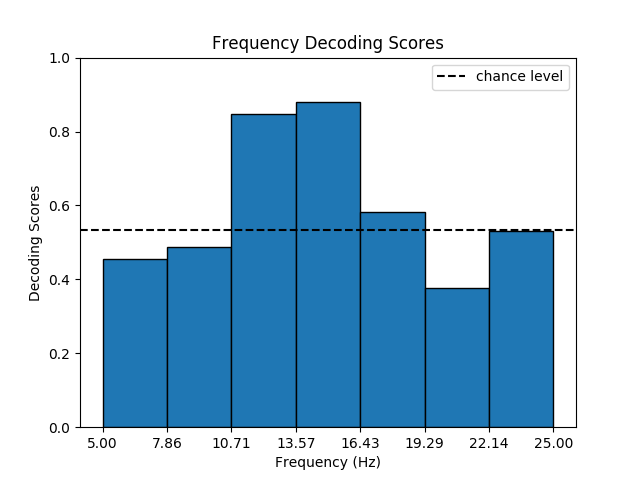 Frequency Decoding Scores
1.0
chance level
0.8
0.6
0.4
0.2
0.0
Decoding Scores
5.00 7.86 10.71 13.57 16.43 19.29 22.14 25.00
Frequency (Hz)